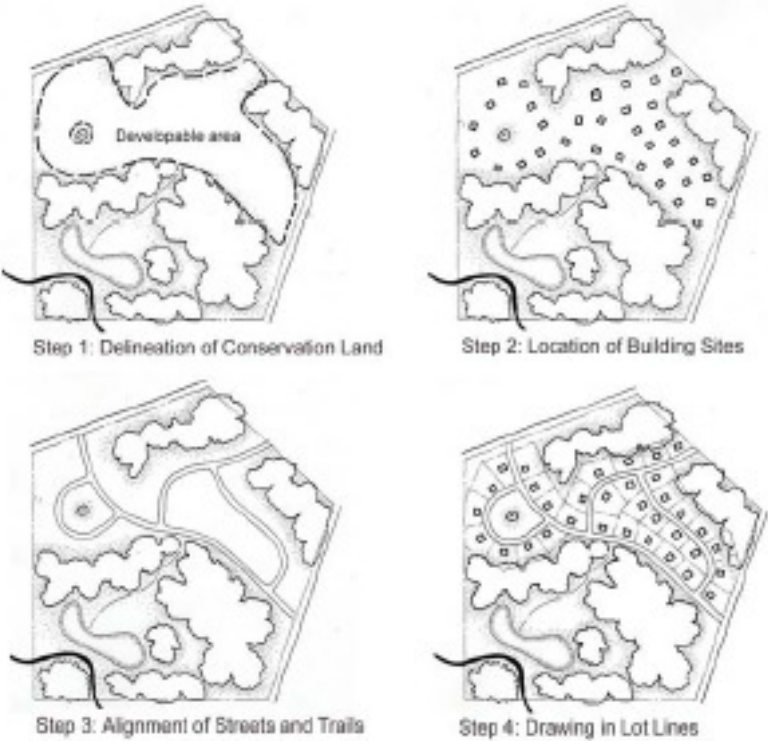 Developable area
Step 1: Delineation of Conservation Land
Step 2: Location of Building Sites
Step 3: Alignment of Streets and Trails
Step 4: Drawing in Lot Lines